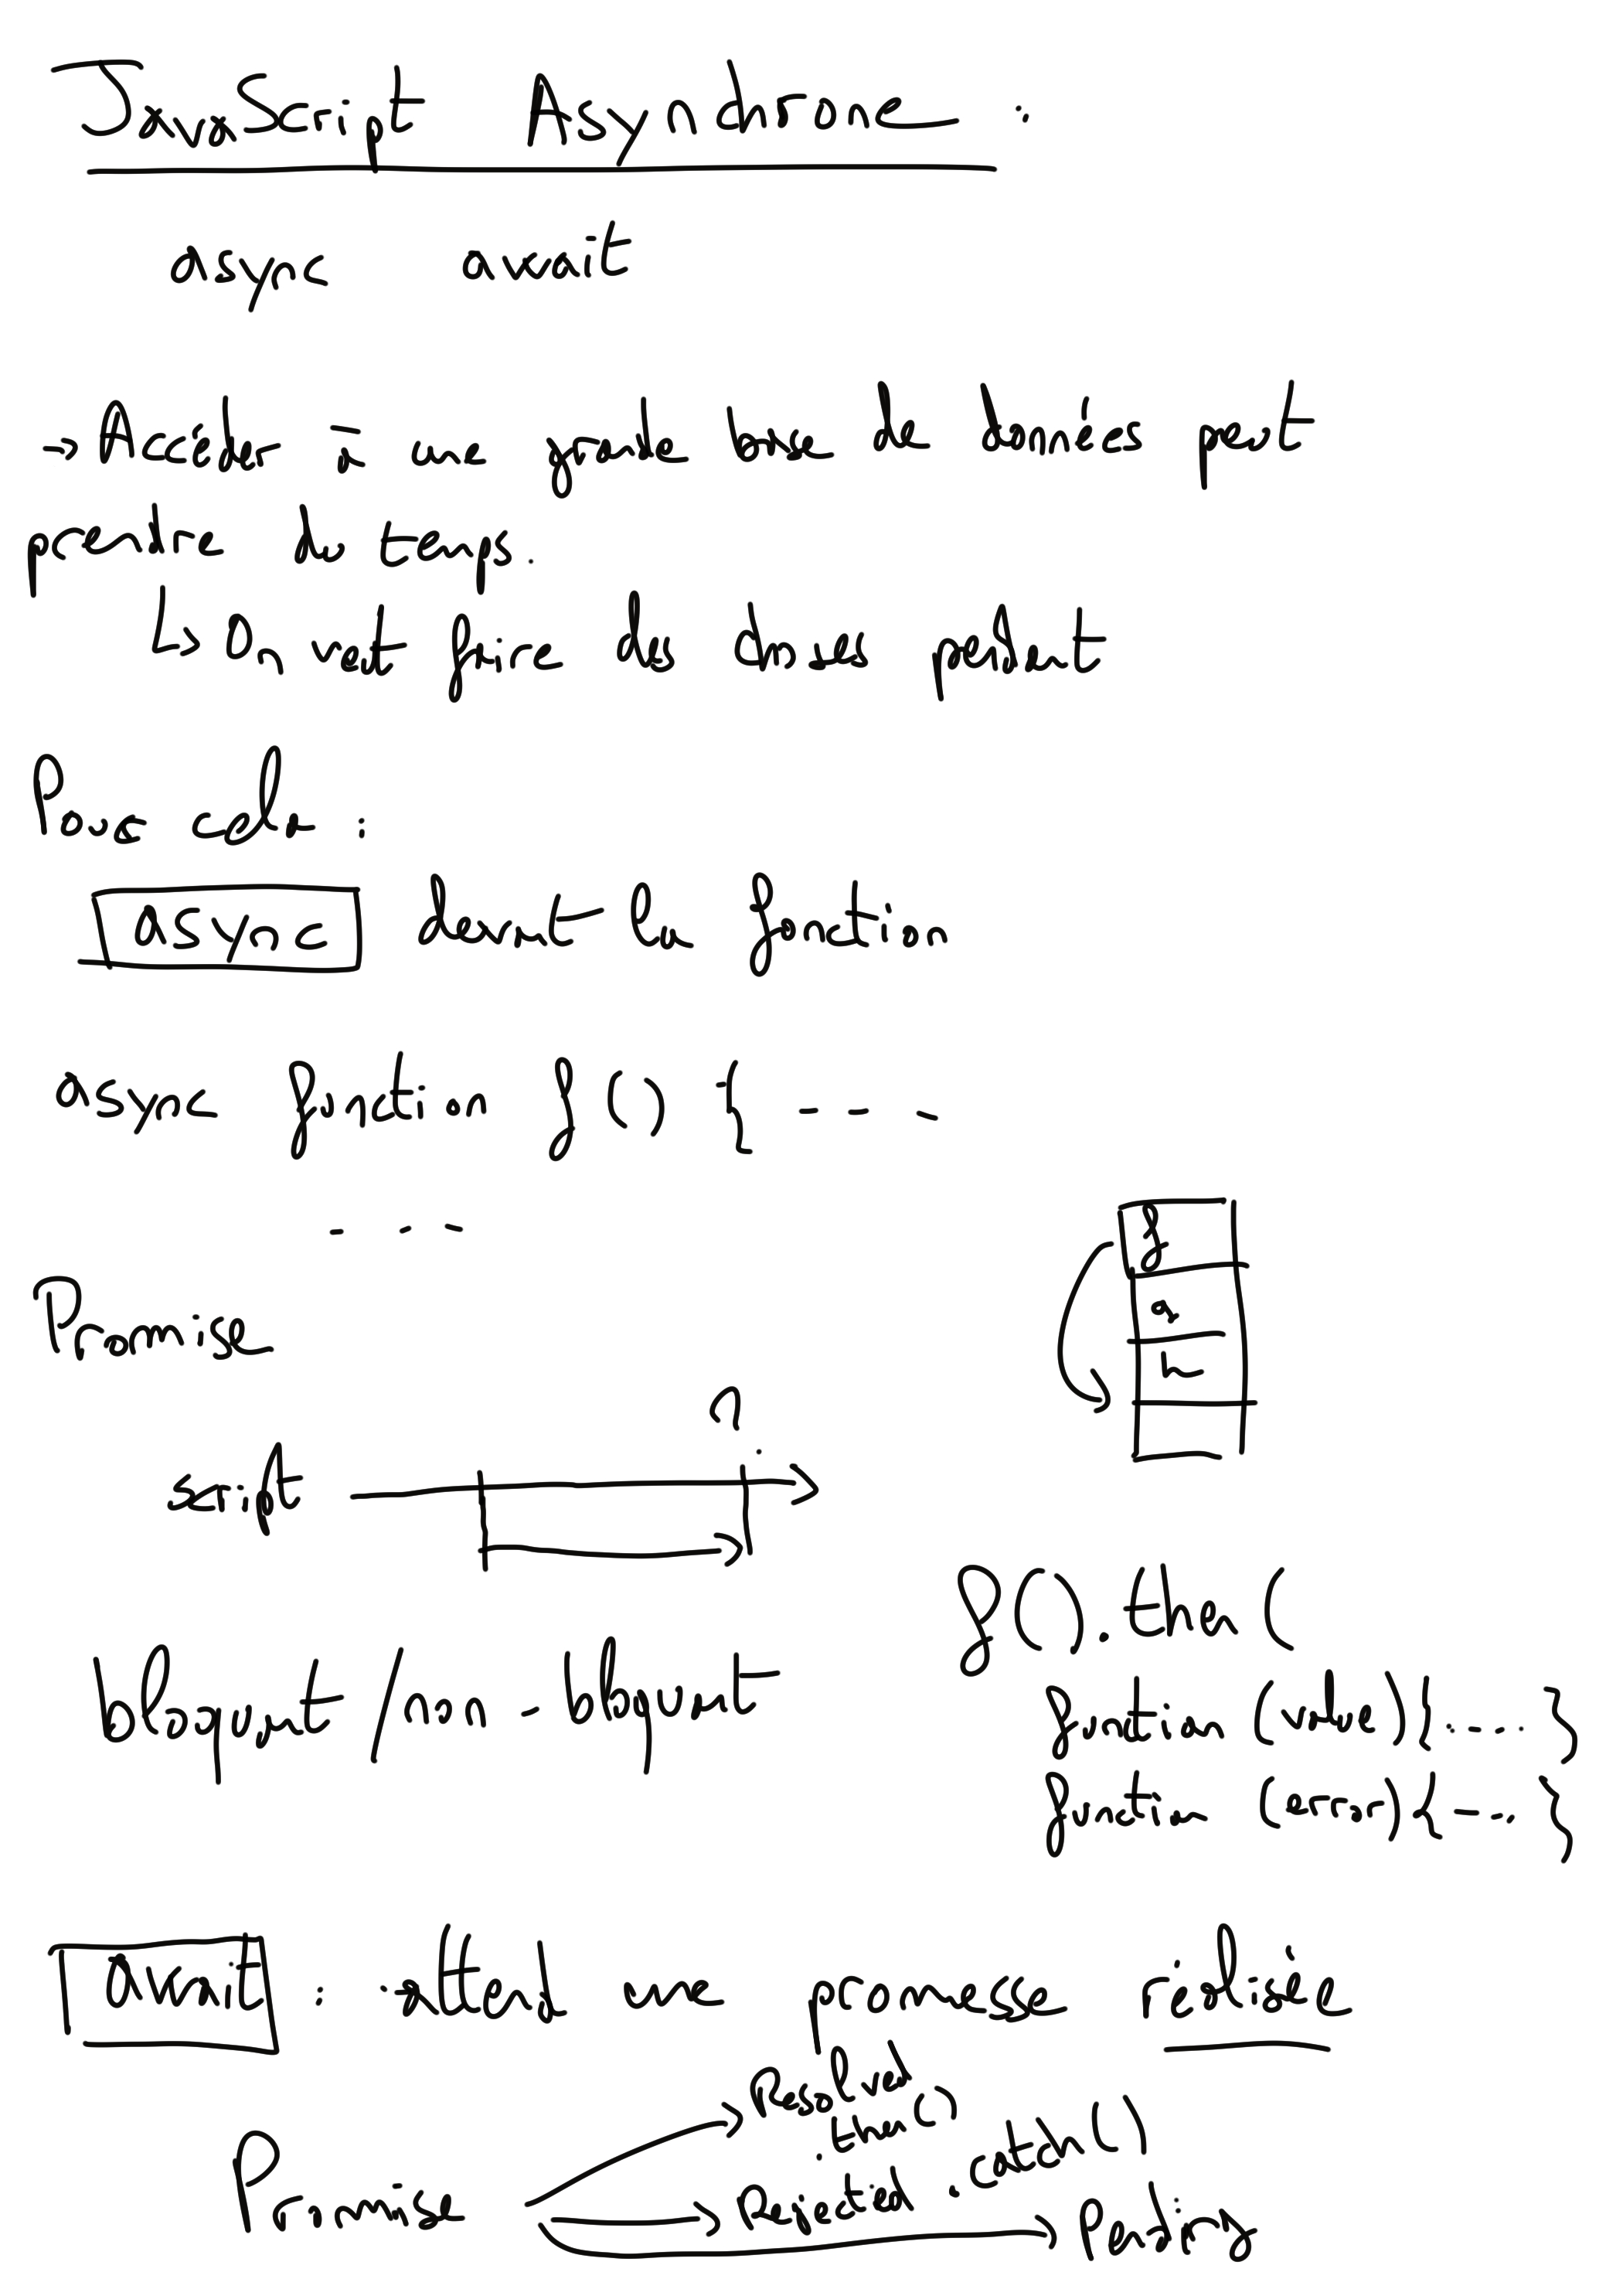 JavaScript Asynchrone :
async await
→ Accéder à une grande base de données peut
prendre du temps.
↳ On veut faire des choses pendant
Pour cela :
async devant la fonction
async function f() { - - -
- - -
Promise
f
a
h
script
f().then(
function (value) {.... }
function (error) {.... }
bloquant / non-bloquant
await : attend une promesse réalisée
Resolved
.then()
Rejected .catch()
Promise
Pending